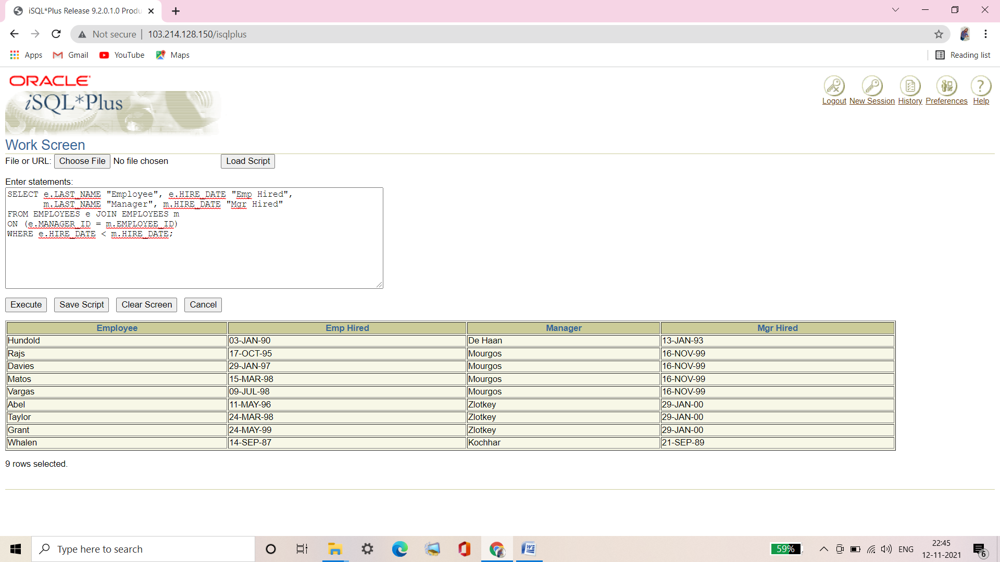 iSQL*Plus Release 9.2.0.1.0 Produ
Not secure | 103.214.128.150/isqlplus
Apps Gmail YouTube Maps Reading list
ORACLE
iSQL*Plus
Logout New Session History Preferences Help
Work Screen
File or URL: Choose File No file chosen Load Script
Enter statements:
SELECT e.LAST_NAME "Employee", e.HIRE_DATE "Emp Hired",
m.LAST_NAME "Manager", m.HIRE_DATE "Mgr Hired"
FROM EMPLOYEES e JOIN EMPLOYEES m
ON (e.MANAGER_ID = m.EMPLOYEE_ID)
WHERE e.HIRE_DATE < m.HIRE_DATE;
Execute Save Script Clear Screen Cancel
Employee Emp Hired Manager Mgr Hired
Hundold 03-JAN-90 De Haan 13-JAN-93
Rajs 17-OCT-95 Mourgos 16-NOV-99
Davies 29-JAN-97 Mourgos 16-NOV-99
Matos 15-MAR-98 Mourgos 16-NOV-99
Vargas 09-JUL-98 Mourgos 16-NOV-99
Abel 11-MAY-96 Zlotkey 29-JAN-00
Taylor 24-MAR-98 Zlotkey 29-JAN-00
Grant 24-MAY-99 Zlotkey 29-JAN-00
Whalen 14-SEP-87 Kochhar 21-SEP-89
9 rows selected.
Type here to search
59%
ENG
22:45
12-11-2021
6